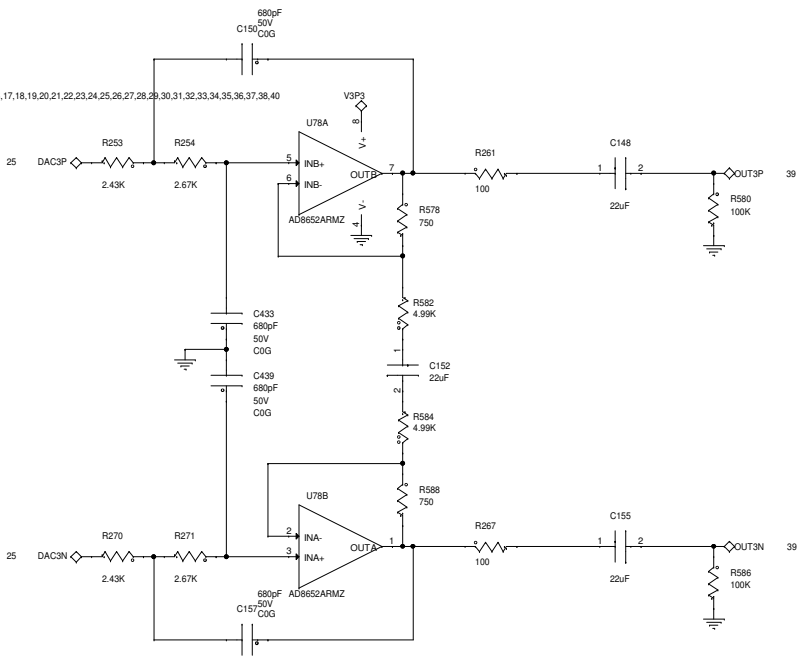 680pF
C150 50V
C0G
,17,18,19,20,21,22,23,24,25,26,27,28,29,30,31,32,33,34,35,36,37,38,40
V3P3
8
V+
U78A
R253
R254
25
DAC3P
2.43K
2.67K
5
INB+
6
INB-
7
OUTB
AD8652ARMZ
V-
4
R261
100
C148
1
2
22uF
OUT3P
39
R580
100K
R578
750
R582
4.99K
C433
680pF
50V
C0G
1
C152
22uF
2
C439
680pF
50V
C0G
R584
4.99K
U78B
R588
750
R270
R271
25
DAC3N
2.43K
2.67K
2
INA-
3
INA+
1
OUTA
AD8652ARMZ
R267
100
C155
1
2
22uF
OUT3N
39
R586
100K
680pF
C157 50V
C0G